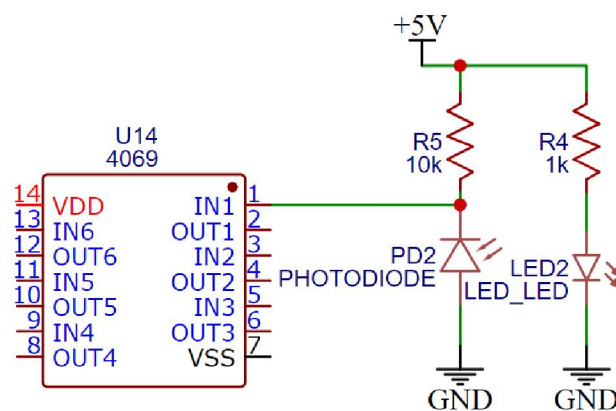 +5V
U14
4069
R5
10k
R4
1k
14 VDD IN1 1
13 IN6 OUT1 2
12 OUT6 IN2 3
11 IN5 OUT2 4
10 OUT5 IN3 5
9 IN4 OUT3 6
8 OUT4 VSS 7
PD2
PHOTODIODE
LED2
LED_LED
GND
GND